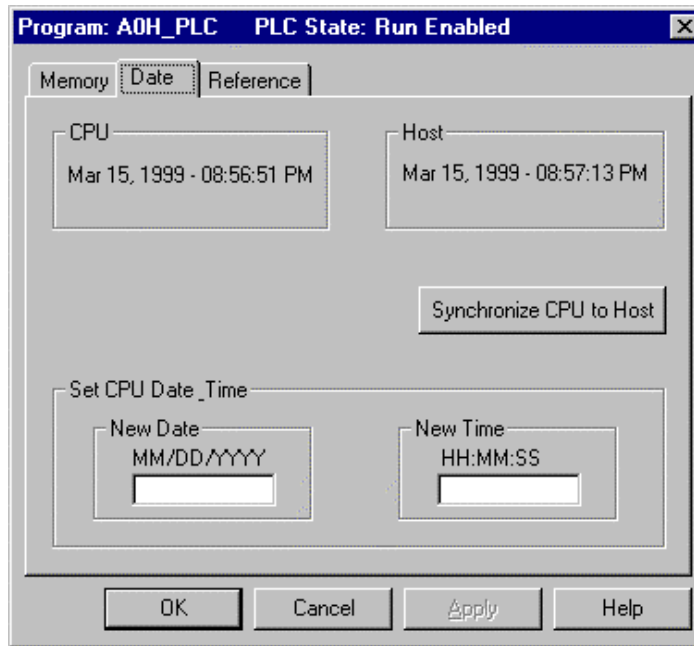 Program: A0H_PLC PLC State: Run Enabled
Memory Date Reference
CPU
Mar 15, 1999 - 08:56:51 PM
Host
Mar 15, 1999 - 08:57:13 PM
Synchronize CPU to Host
Set CPU Date_Time
New Date
MM/DD/YYYY
New Time
HH:MM:SS
OK Cancel Apply Help